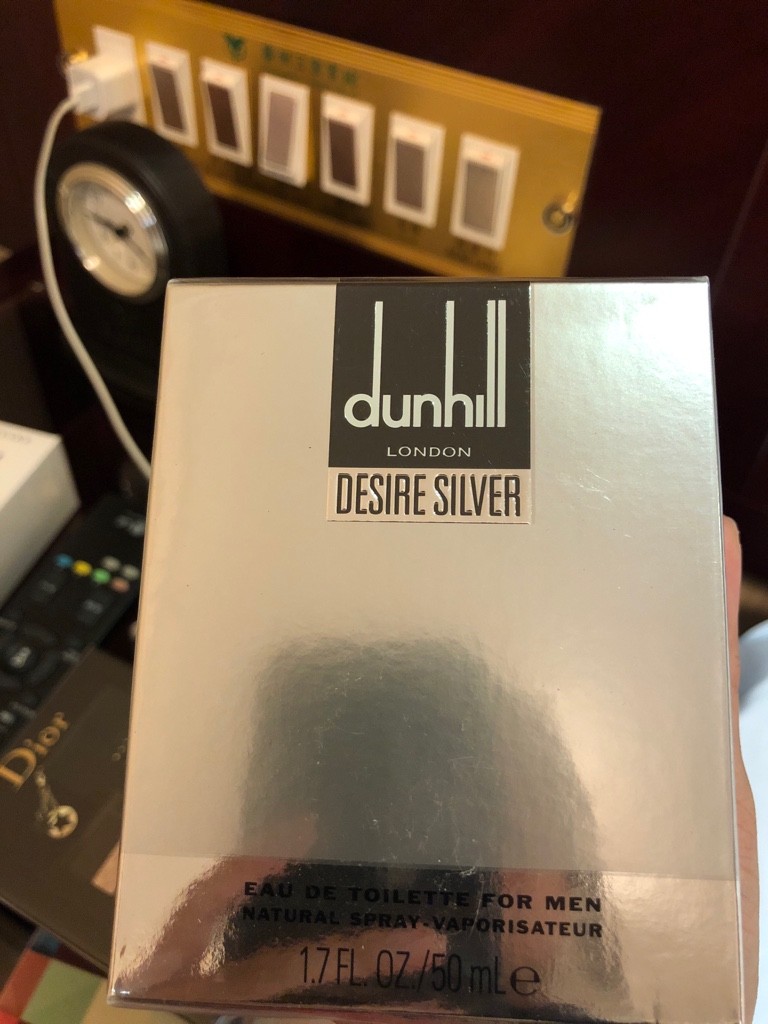 dunhill
LONDON
DESIRE SILVER
Dior
EAU DE TOILETTE FOR MEN
NATURAL SPRAY-VAPORISATEUR
1.7 FL. OZ./50 mL e